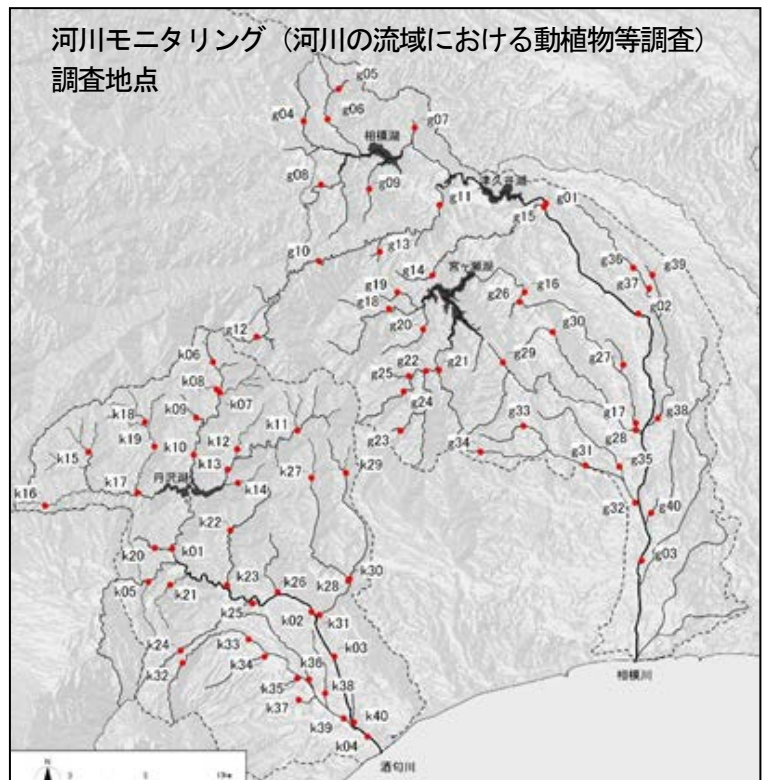 河川モニタリング（河川の流域における動植物等調査）
調査地点
g05
g04
g06
g07
相模湖
g08
g09
津久井湖
g11
g01
g15
g10
g13
g36
g39
g14
宮ヶ瀬湖
g37
g19
g26
g16
g02
g18
g20
g30
g12
k06
g22
g21
g29
g27
g25
k08
k07
g24
k18
k09
k11
g17
g38
k19
g23
g33
g28
k15
k10
k12
g34
g31
g35
k13
k29
k17
丹沢湖
k27
k16
k14
g32
g40
k22
k20
k01
g03
k05
k21
k23
k26
k30
k28
k25
k02
k31
k24
k33
k03
k32
k34
k36
相模川
k35
k38
k37
k39
k40
k04
酒匂川